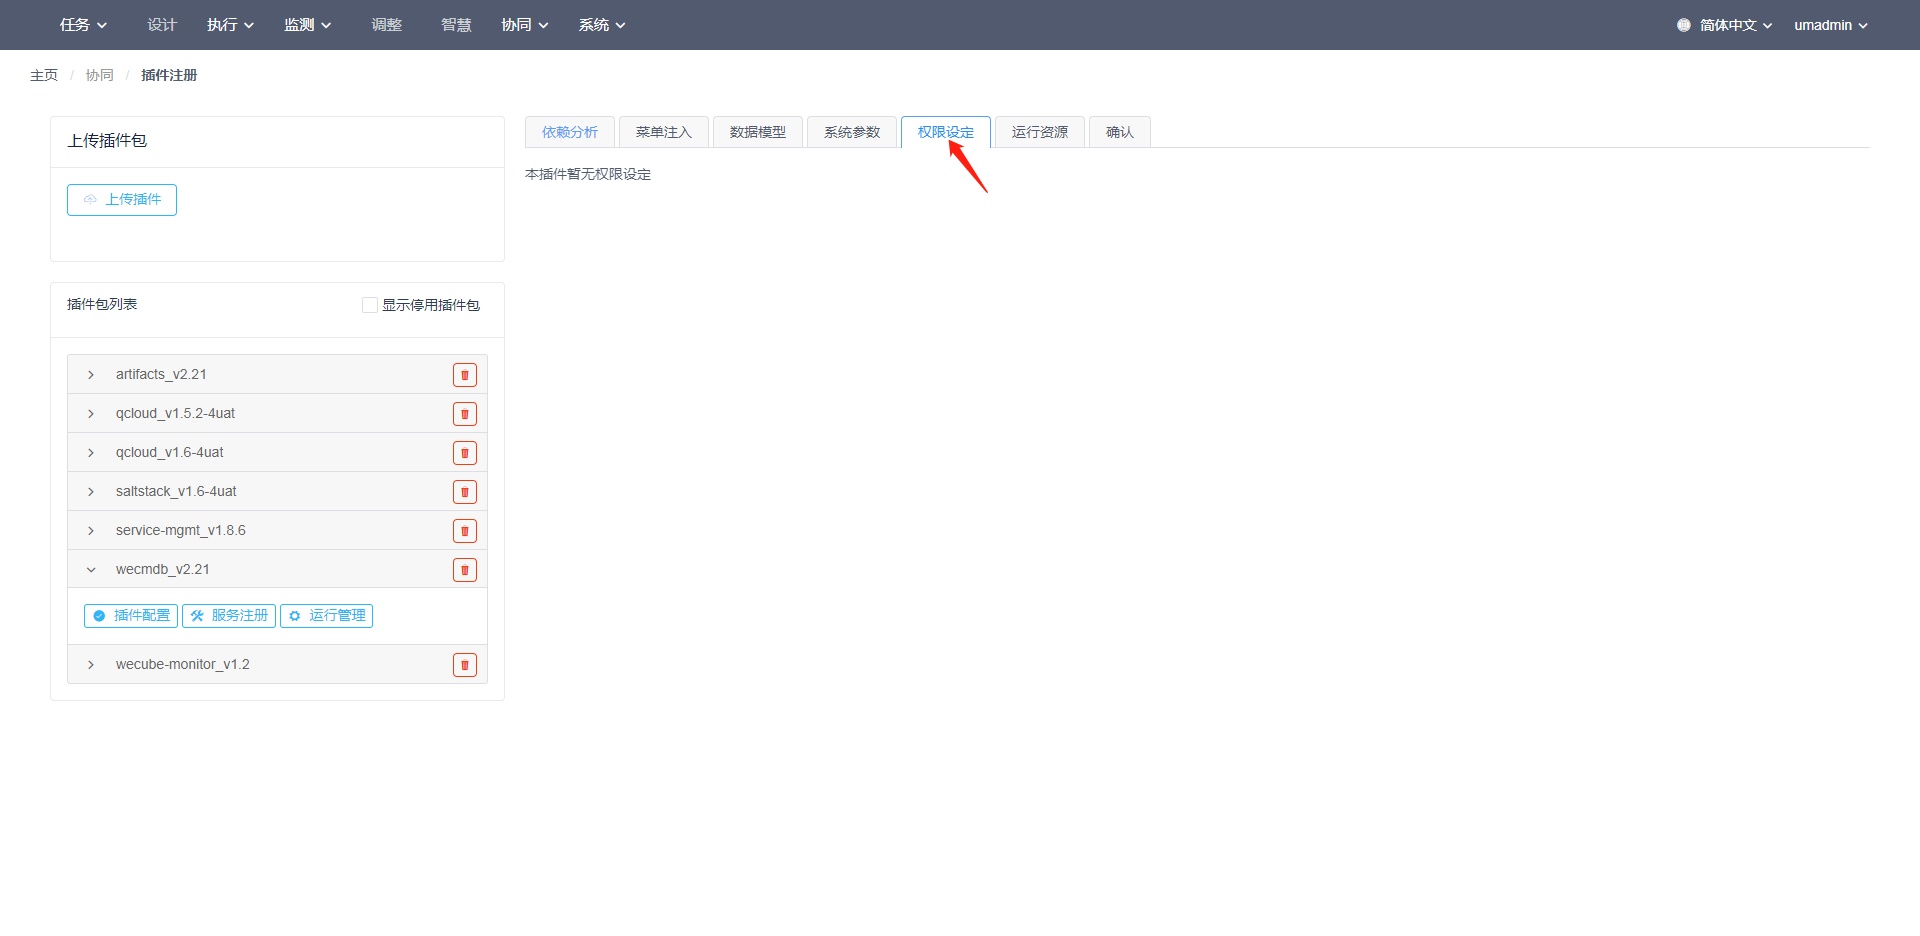 任务 设计 执行 监测 调整 智慧 协同 系统 简体中文 umadmin
主页 / 协同 / 插件注册
上传插件包
上传插件
插件包列表 显示停用插件包
artifacts_v2.21
qcloud_v1.5.2-4uat
qcloud_v1.6-4uat
saltstack_v1.6-4uat
service-mgmt_v1.8.6
wecmdb_v2.21
插件配置 服务注册 运行管理
wecube-monitor_v1.2
依赖分析 菜单注入 数据模型 系统参数 权限设定 运行资源 确认
本插件暂无权限设定